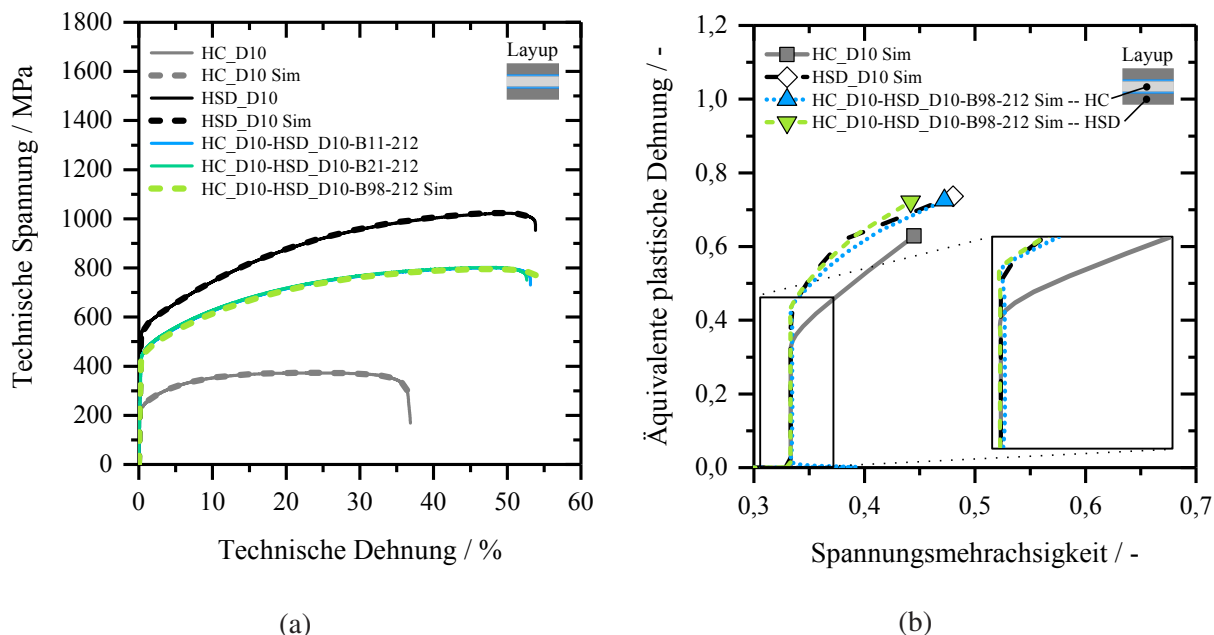 1800
1600
1400
1200
1000
800
600
400
200
0
Technische Spannung / MPa
HC_D10
HC_D10 Sim
HSD_D10
HSD_D10 Sim
HC_D10-HSD_D10-B11-212
HC_D10-HSD_D10-B21-212
HC_D10-HSD_D10-B98-212 Sim
Layup
0 10 20 30 40 50 60
Technische Dehnung / %
(a)
1,2
1,0
0,8
0,6
0,4
0,2
0,0
Äquivalente plastische Dehnung / -
HC_D10 Sim
HSD_D10 Sim
HC_D10-HSD_D10-B98-212 Sim -- HC
HC_D10-HSD_D10-B98-212 Sim -- HSD
Layup
0,3 0,4 0,5 0,6 0,7
Spannungsmehrachsigkeit / -
(b)